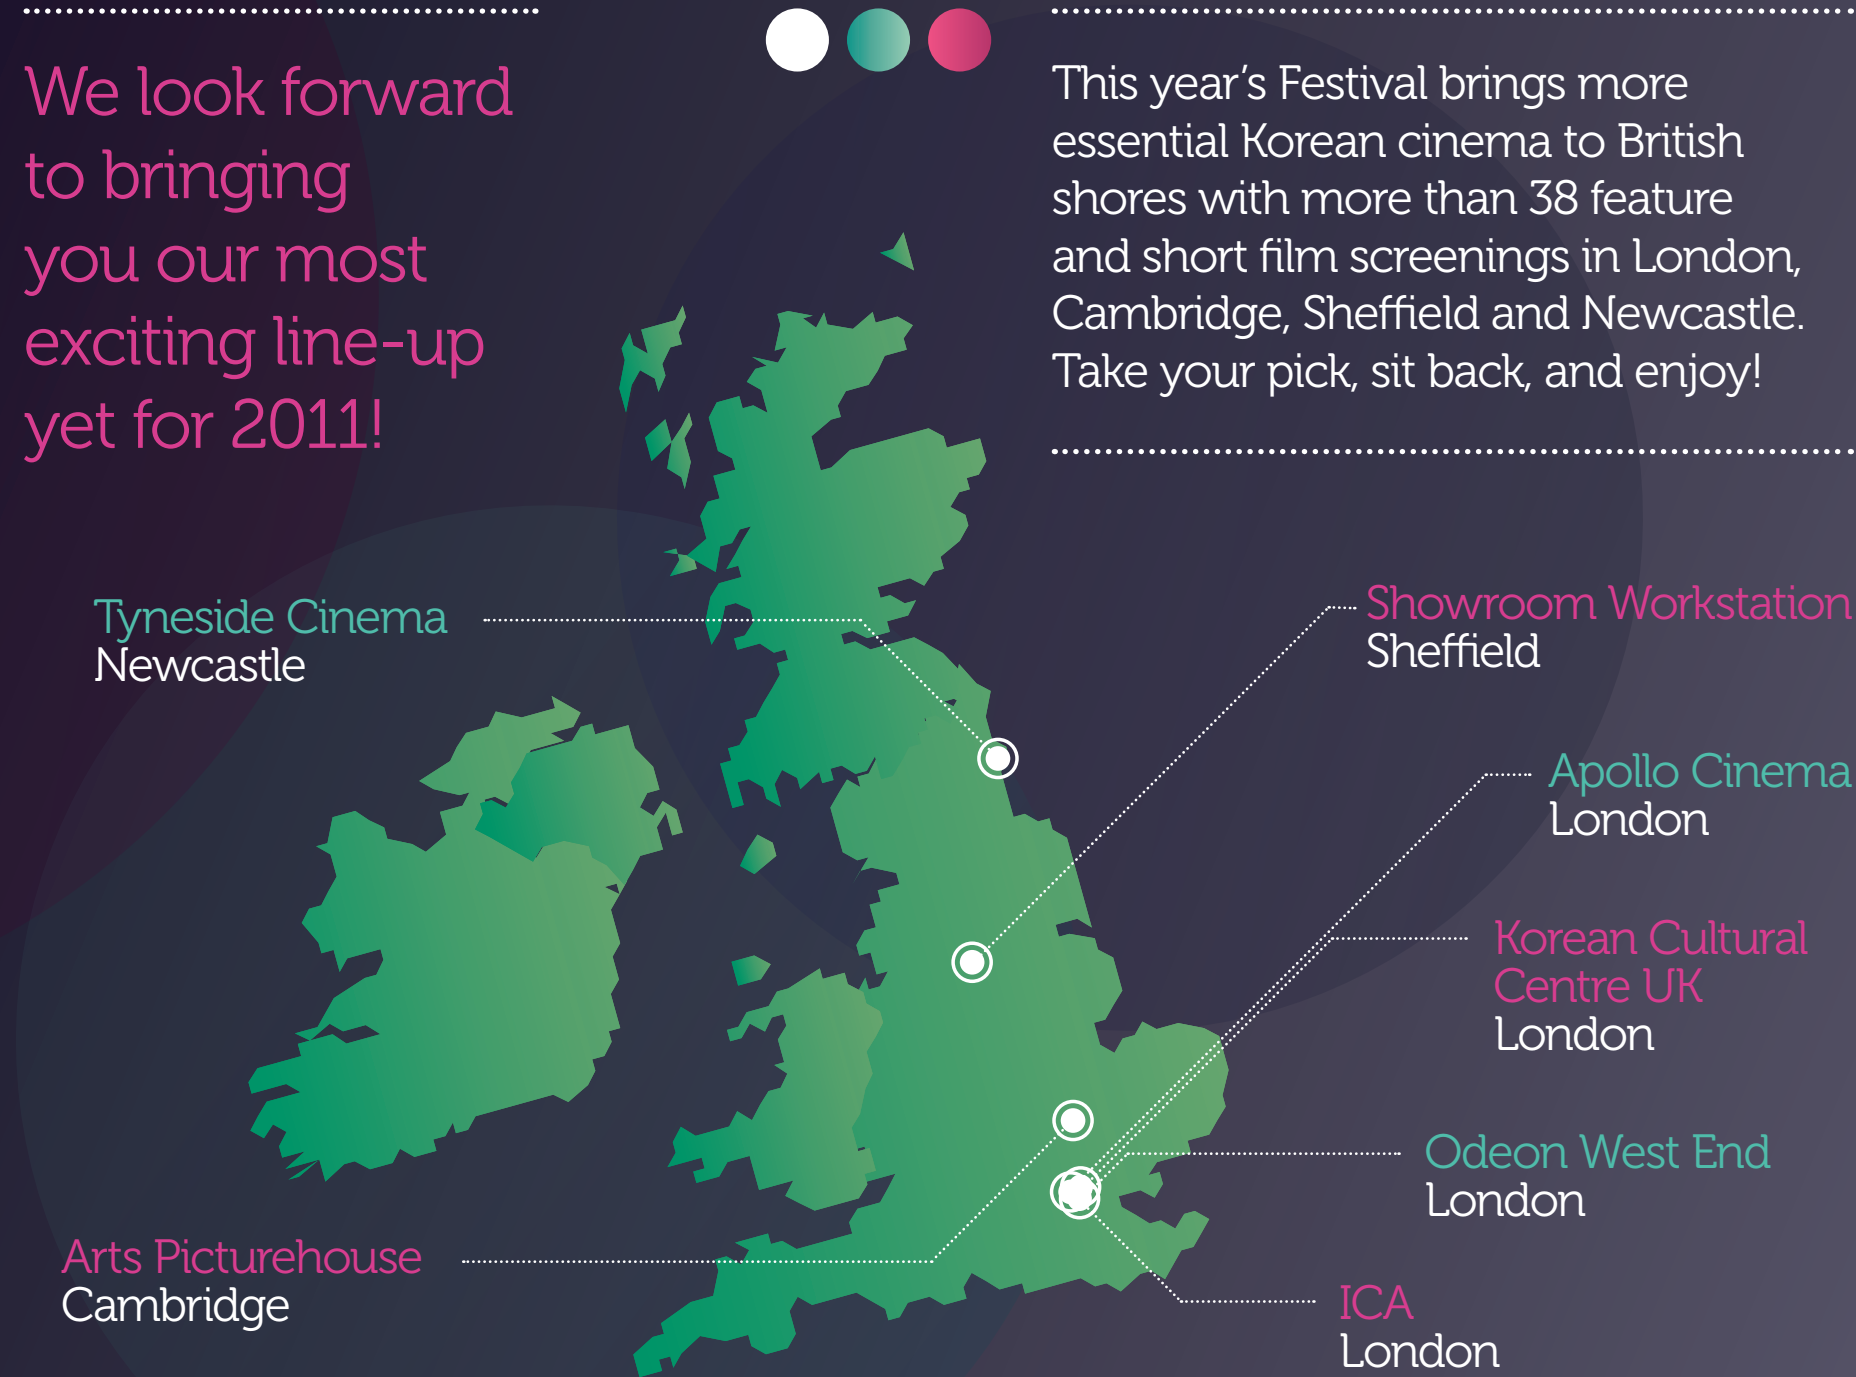 We look forward
to bringing
you our most
exciting line-up
yet for 2011!
This year’s Festival brings more
essential Korean cinema to British
shores with more than 38 feature
and short film screenings in London,
Cambridge, Sheffield and Newcastle.
Take your pick, sit back, and enjoy!
Tyneside Cinema
Newcastle
Showroom Workstation
Sheffield
Apollo Cinema
London
Korean Cultural
Centre UK
London
Odeon West End
London
Arts Picturehouse
Cambridge
ICA
London